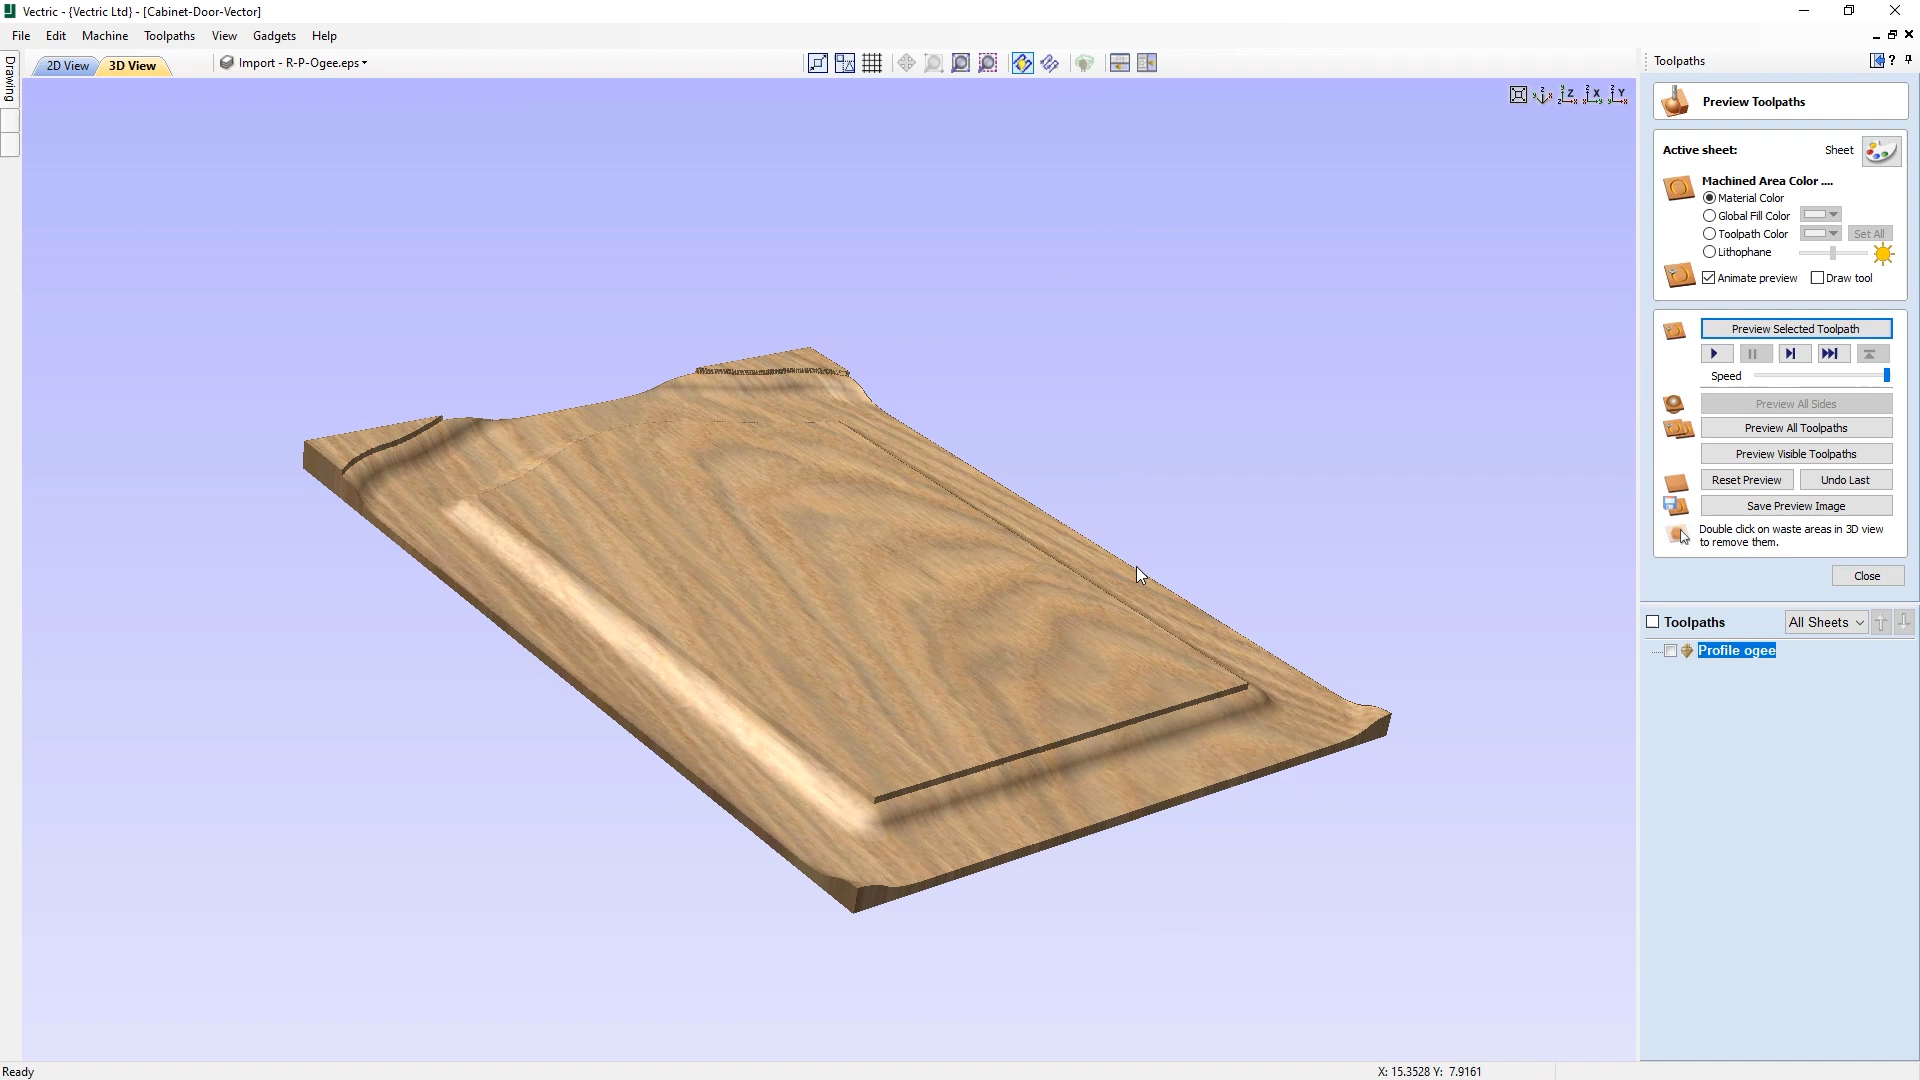 Vectric - {Vectric Ltd} - [Cabinet-Door-Vector]
File Edit Machine Toolpaths View Gadgets Help
Drawing
2D View
3D View
Import - R-P-Ogee.eps
Toolpaths
Preview Toolpaths
Active sheet:
Sheet
Machined Area Color ....
Material Color
Global Fill Color
Toolpath Color
Set All
Lithophane
Animate preview
Draw tool
Preview Selected Toolpath
Speed
Preview All Sides
Preview All Toolpaths
Preview Visible Toolpaths
Reset Preview
Undo Last
Save Preview Image
Double click on waste areas in 3D view
to remove them.
Close
Toolpaths
All Sheets
Profile ogee
Ready
X: 15.3528 Y: 7.9161